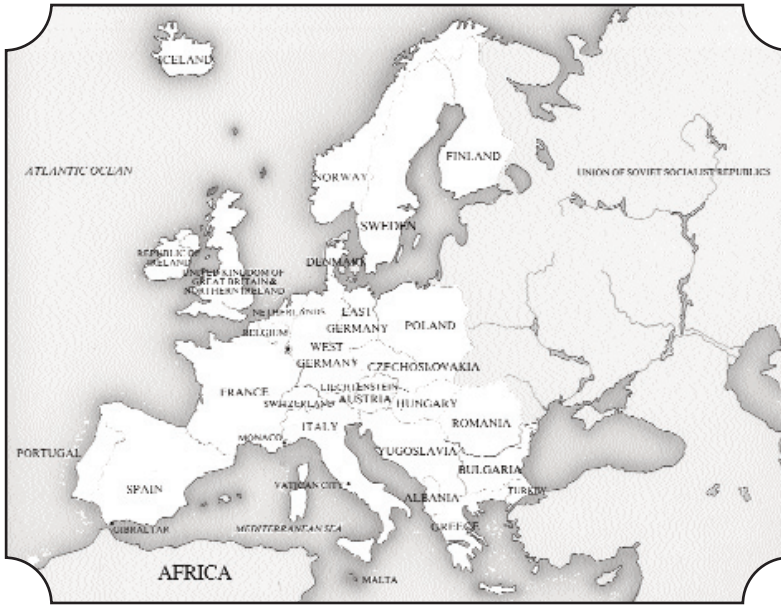 ICELAND
ATLANTIC OCEAN
NORWAY
FINLAND
UNION OF SOVIET SOCIALIST REPUBLICS
SWEDEN
REPUBLIC OF
IRELAND
UNITED KINGDOM OF
GREAT BRITAIN &
NORTHERN IRELAND
DENMARK
NETHERLANDS
BELGIUM
EAST
GERMANY
POLAND
WEST
GERMANY
CZECHOSLOVAKIA
FRANCE
LIECHTENSTEIN
SWITZERLAND
AUSTRIA
HUNGARY
ROMANIA
ITALY
MONACO
PORTUGAL
YUGOSLAVIA
BULGARIA
SPAIN
VATICAN CITY
ALBANIA
TURKEY
GIBRALTAR
MEDITERRANEAN SEA
GREECE
AFRICA
MALTA